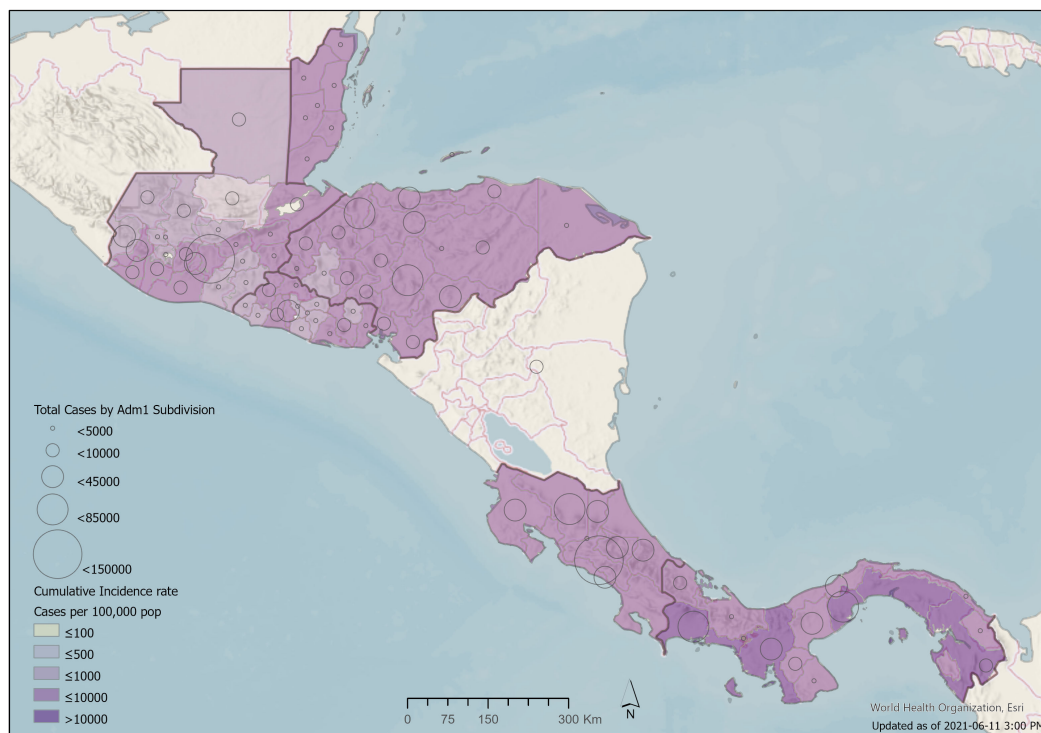 Total Cases by Adm1 Subdivision
<5000
<10000
<45000
<85000
<150000
Cumulative Incidence rate
Cases per 100,000 pop
≤100
≤500
≤1000
≤10000
>10000
0 75 150 300 Km
N
World Health Organization, Esri
Updated as of 2021-06-11 3:00 PM